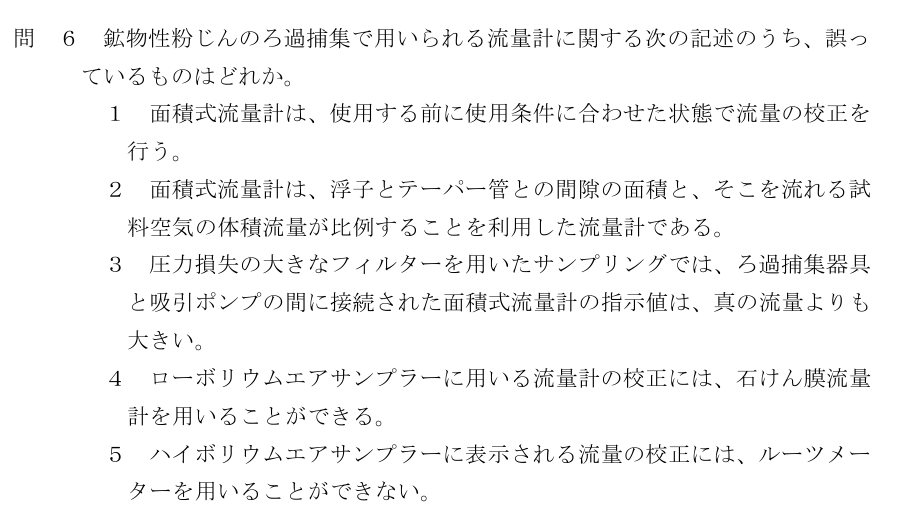 問　６　鉱物性粉じんのろ過捕集で用いられる流量計に関する次の記述のうち、誤っ
ているものはどれか。
１　面積式流量計は、使用する前に使用条件に合わせた状態で流量の校正を
行う。
２　面積式流量計は、浮子とテーパー管との間隙の面積と、そこを流れる試
料空気の体積流量が比例することを利用した流量計である。
３　圧力損失の大きなフィルターを用いたサンプリングでは、ろ過捕集器具
と吸引ポンプの間に接続された面積式流量計の指示値は、真の流量よりも
大きい。
４　ローボリウムエアサンプラーに用いる流量計の校正には、石けん膜流量
計を用いることができる。
５　ハイボリウムエアサンプラーに表示される流量の校正には、ルーツメー
ターを用いることができない。